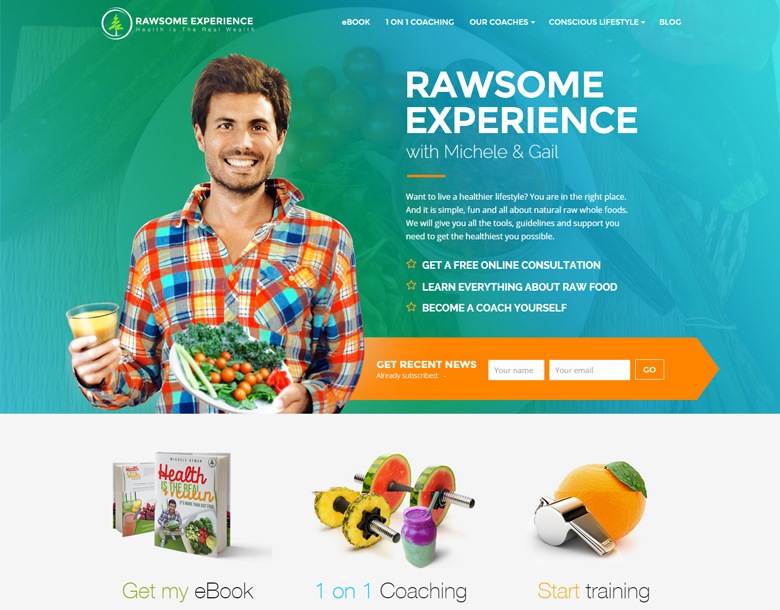 RAWSOME EXPERIENCE
Health is The Real Wealth
eBOOK
1 ON 1 COACHING
OUR COACHES
CONSCIOUS LIFESTYLE
BLOG
RAWSOME
EXPERIENCE
with Michele & Gail
Want to live a healthier lifestyle? You are in the right place.
And it is simple, fun and all about natural raw whole foods.
We will give you all the tools, guidelines and support you
need to get the healthiest you possible.
GET A FREE ONLINE CONSULTATION
LEARN EVERYTHING ABOUT RAW FOOD
BECOME A COACH YOURSELF
GET RECENT NEWS
Already subscribed: -
Your name
Your email
GO
Health
IS THE REAL
IT'S MORE THAN JUST FOOD
Get my eBook
1 on 1 Coaching
Start training